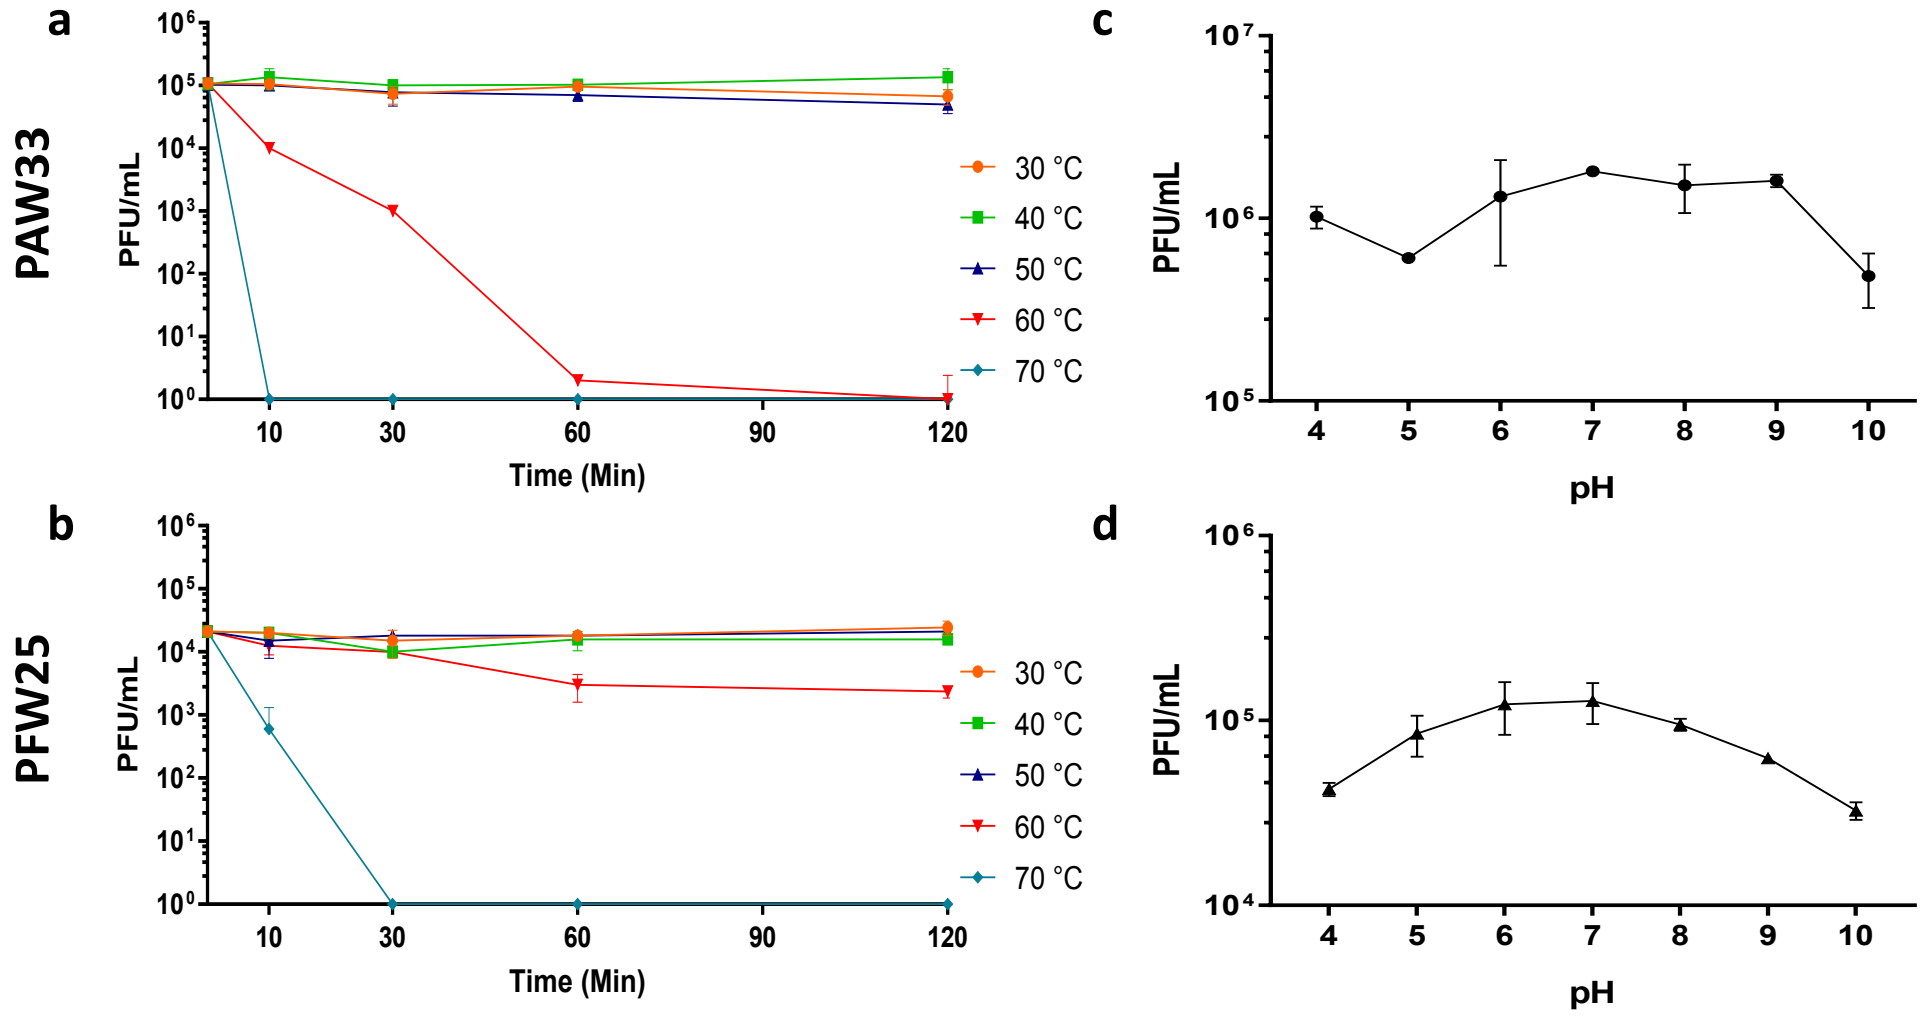 a
PAW33
PFU/mL
10⁶
10⁵
10⁴
10³
10²
10¹
10⁰
10 30 60 90 120
Time (Min)
30 °C
40 °C
50 °C
60 °C
70 °C
c
PFU/mL
10⁷
10⁶
10⁵
4 5 6 7 8 9 10
pH
b
PFW25
PFU/mL
10⁶
10⁵
10⁴
10³
10²
10¹
10⁰
10 30 60 90 120
Time (Min)
30 °C
40 °C
50 °C
60 °C
70 °C
d
PFU/mL
10⁶
10⁵
10⁴
4 5 6 7 8 9 10
pH